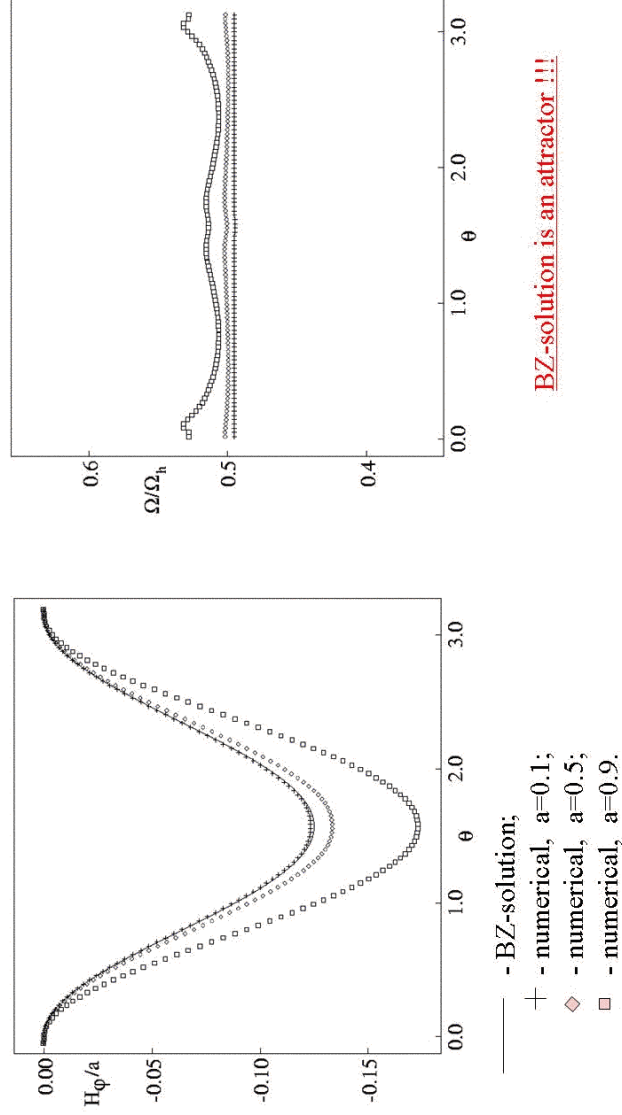 0.00
Hφ/a
-0.05
-0.10
-0.15
0.0
1.0
2.0
3.0
θ
0.6
Ω/Ωh
0.5
0.4
0.0
1.0
2.0
3.0
θ
- BZ-solution;
- numerical, a=0.1;
- numerical, a=0.5;
- numerical, a=0.9.
BZ-solution is an attractor !!!